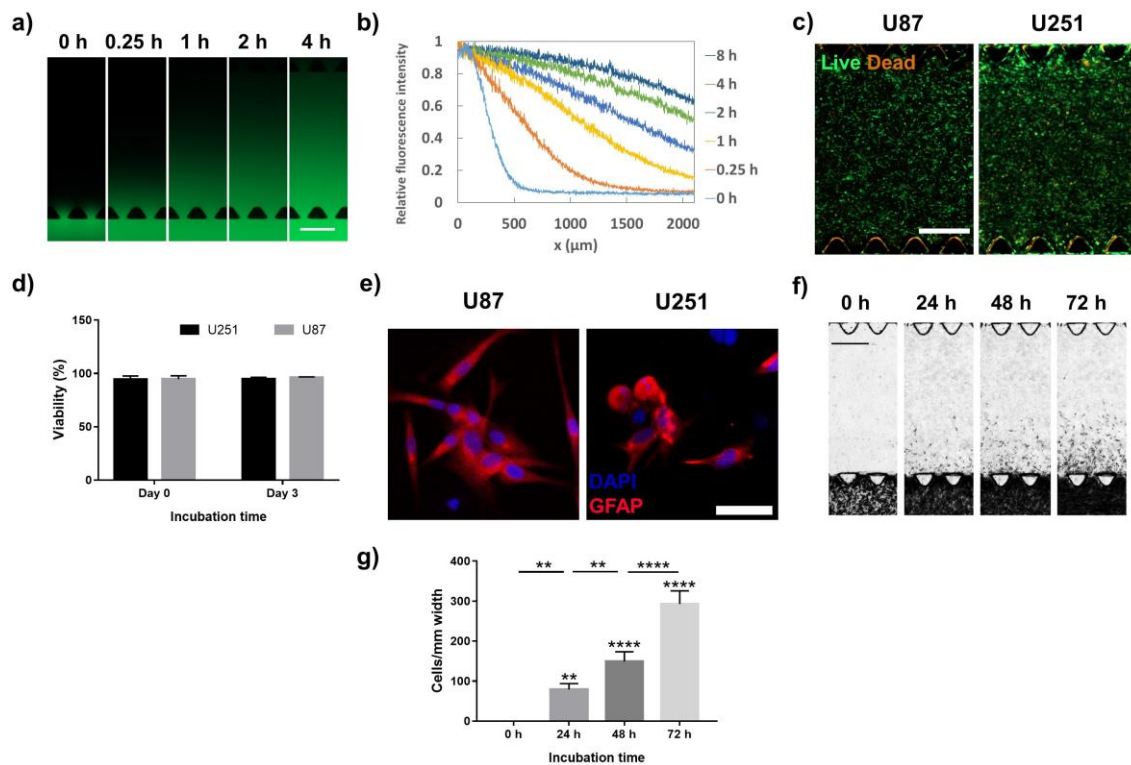 a)
0 h 0.25 h 1 h 2 h 4 h
b)
Relative fluorescence intensity
1
0.8
0.6
0.4
0.2
0
0 500 1000 1500 2000
x (μm)
8 h
4 h
2 h
1 h
0.25 h
0 h
c)
U87 U251
Live Dead
d)
Viability (%)
150
100
50
0
U251 U87
Day 0 Day 3
Incubation time
e)
U87 U251
DAPI
GFAP
f)
0 h 24 h 48 h 72 h
g)
Cells/mm width
400
300
200
100
0
** ** ****
** **** ****
0 h 24 h 48 h 72 h
Incubation time